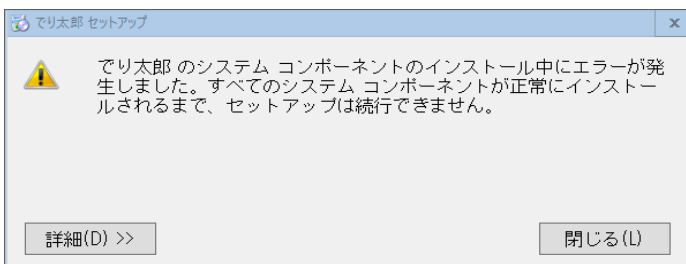 でり太郎 セットアップ
でり太郎 のシステム コンポーネントのインストール中にエラーが発
生しました。すべてのシステム コンポーネントが正常にインストー
ルされるまで、セットアップは続行できません。
詳細(D) >>
閉じる(L)